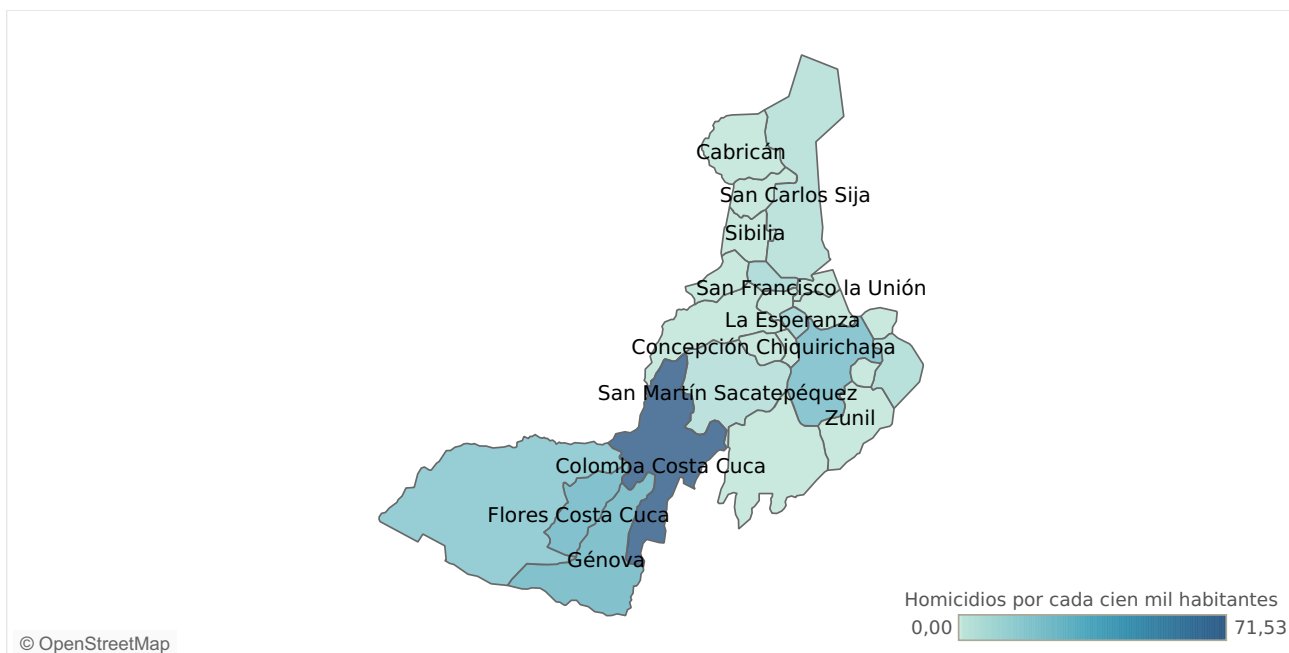 Cabricán
San Carlos Sija
Sibilia
San Francisco la Unión
La Esperanza
Concepción Chiquirichapa
San Martín Sacatepéquez
Zunil
Colomba Costa Cuca
Flores Costa Cuca
Génova
Homicidios por cada cien mil habitantes
0,00 71,53
© OpenStreetMap